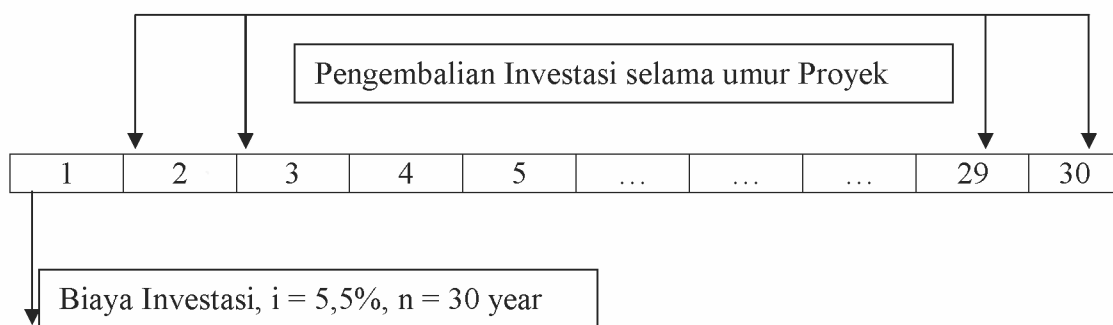 Pengembalian Investasi selama umur Proyek
1 2 3 4 5 ... ... ... 29 30
Biaya Investasi, i = 5,5%, n = 30 year